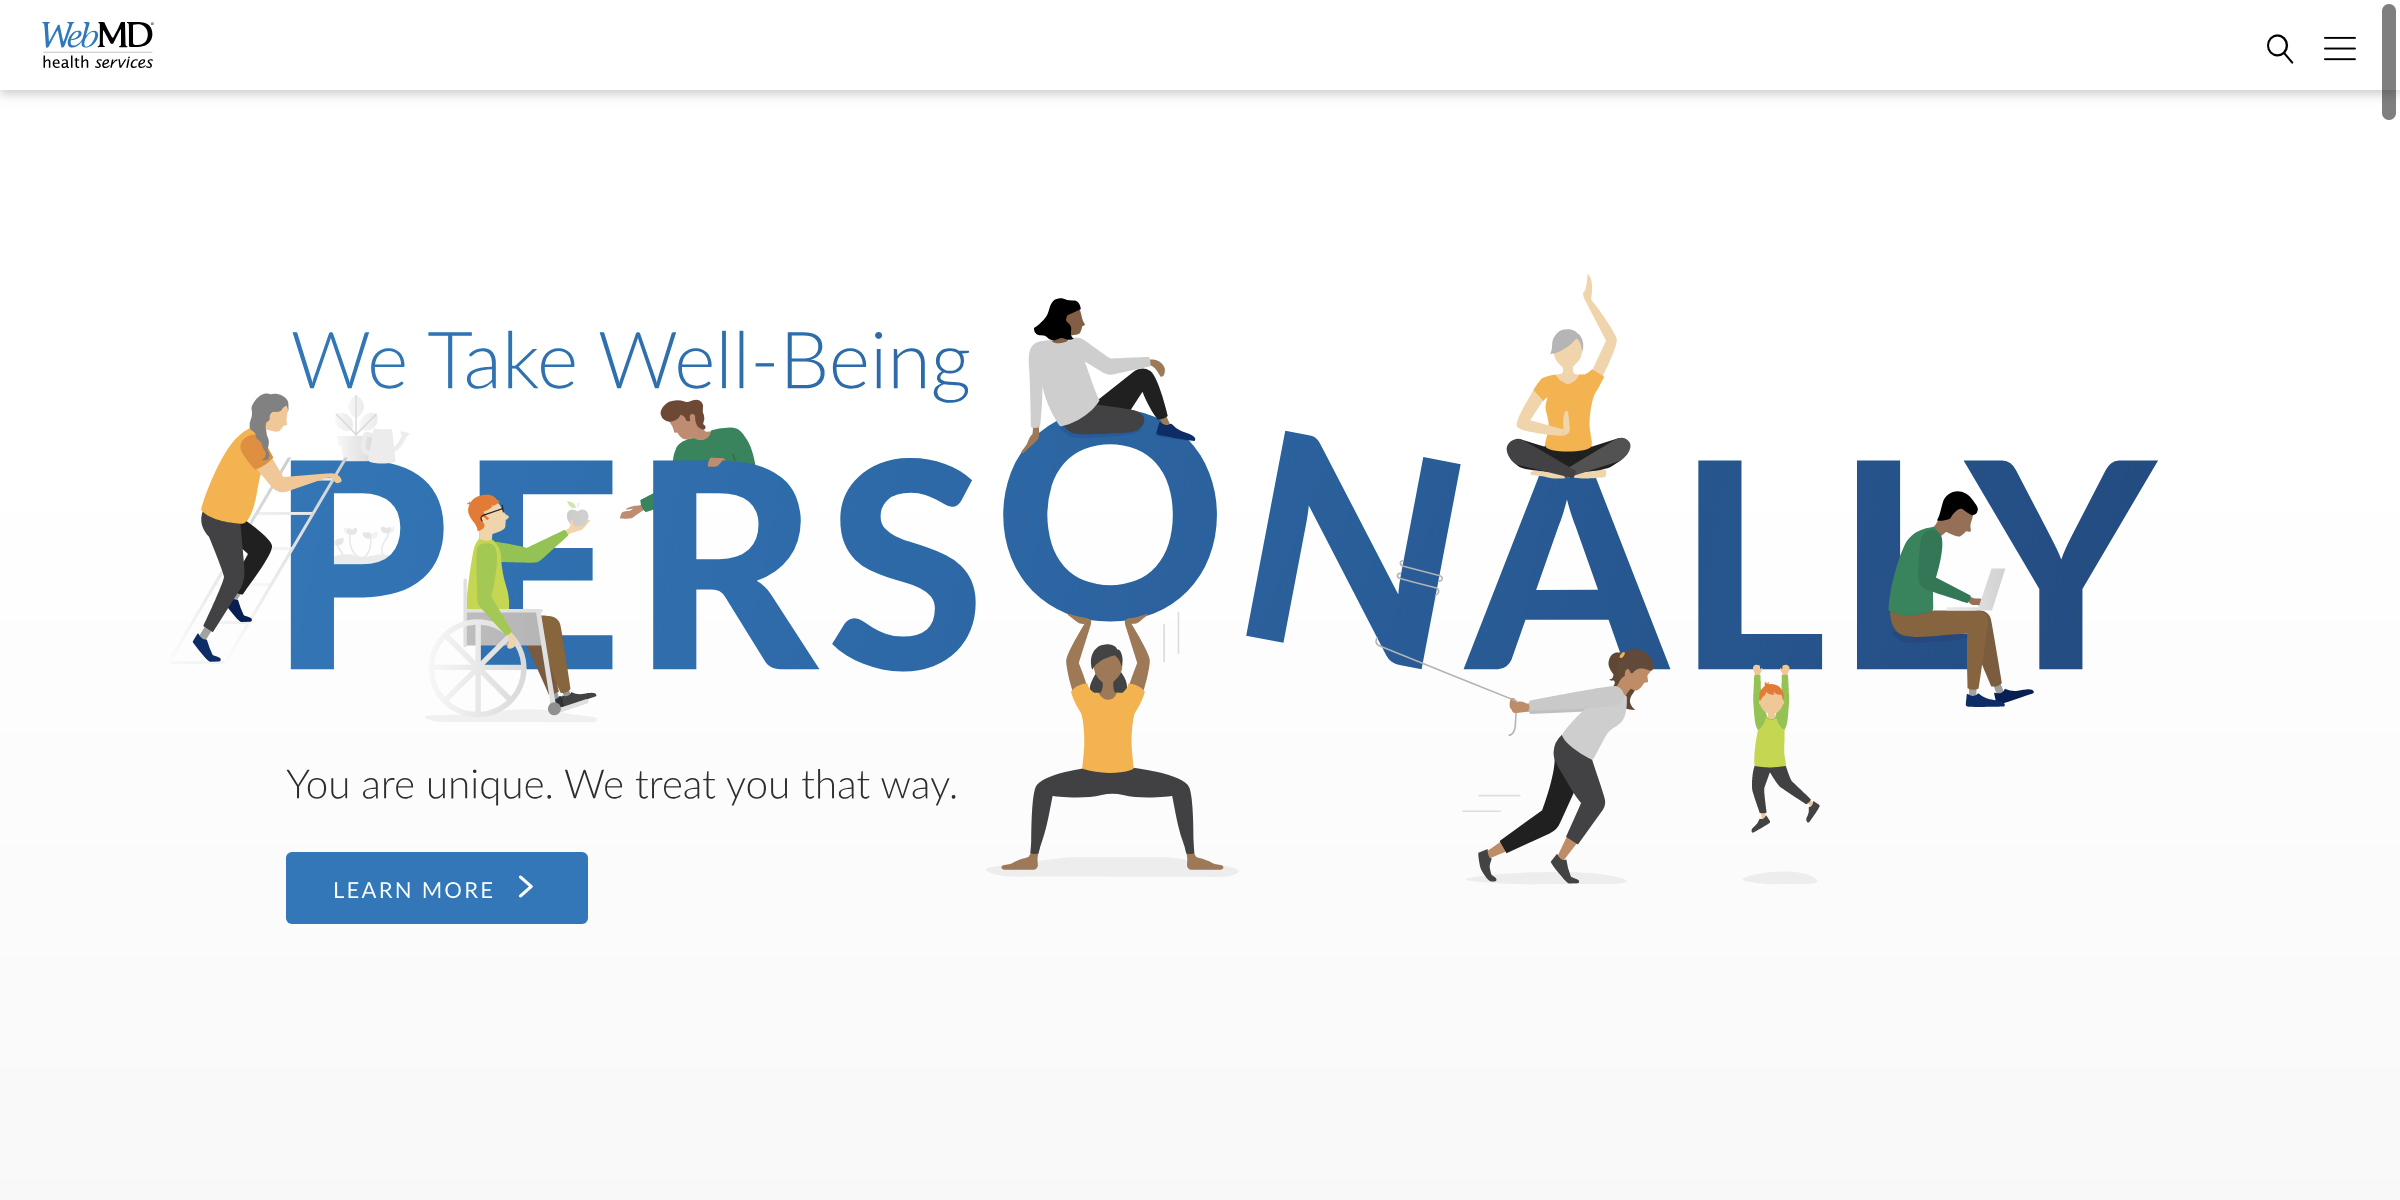 WebMD
health services
We Take Well-Being
PERSONALLY
You are unique. We treat you that way.
LEARN MORE